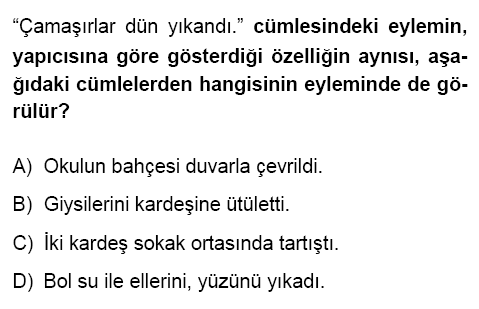 “Çamaşırlar dün yıkandı.” cümlesindeki eylemin,
yapıcısına göre gösterdiği özelliğin aynısı, aşa-
ğıdaki cümlelerden hangisinin eyleminde de gö-
rülür?
A) Okulun bahçesi duvarla çevrildi.
B) Giysilerini kardeşine ütületti.
C) İki kardeş sokak ortasında tartıştı.
D) Bol su ile ellerini, yüzünü yıkadı.